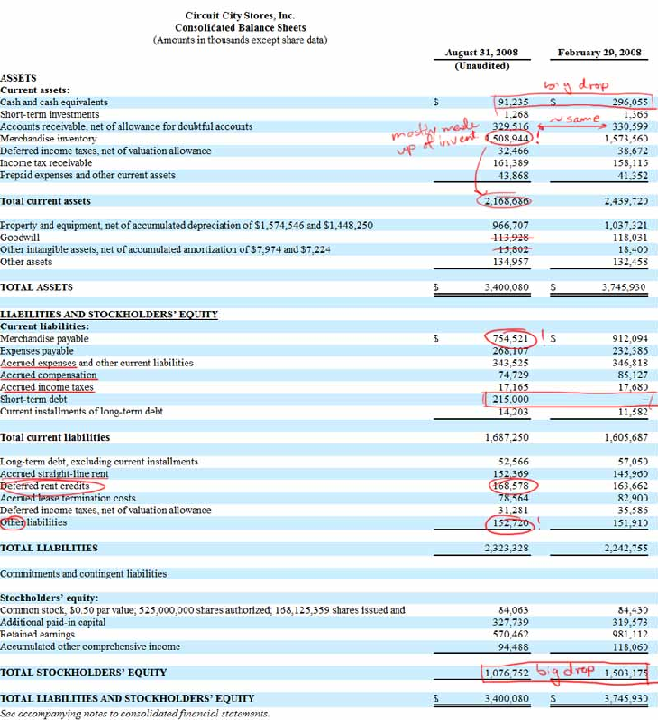 Circuit City Stores, Inc.
Consolidated Balance Sheets
(Amounts in thousands except share data)
August 31, 2008 February 29, 2008
(Unaudited)
ASSETS
big drop
Current assets:
Cash and cash equivalents $ 91,235 $ 296,055
Short-term investments 1,268 1,365
~ same
Accounts receivable, net of allowance for doubtful accounts 329,516 330,599
mostly made
up of invent
Merchandise inventory 1,508,944 ! 1,573,560
Deferred income taxes, net of valuation allowance 32,466 38,672
Income tax receivable 161,389 158,115
Prepaid expenses and other current assets 43,868 41,352
Total current assets 2,168,686 2,439,720
Property and equipment, net of accumulated depreciation of $1,574,546 and $1,448,250 966,707 1,037,321
Goodwill 113,928 118,031
Other intangible assets, net of accumulated amortization of $7,974 and $7,224 15,802 18,400
Other assets 134,957 132,458
TOTAL ASSETS $ 3,400,080 $ 3,745,930
LIABILITIES AND STOCKHOLDERS' EQUITY
Current liabilities:
Merchandise payable $ 754,521 ! $ 912,094
Expenses payable 268,107 232,385
Accrued expenses and other current liabilities 343,525 346,818
Accrued compensation 74,729 85,127
Accrued income taxes 17,165 17,680
Short-term debt 215,000 -
Current installments of long-term debt 14,203 11,582
Total current liabilities 1,687,250 1,605,687
Long-term debt, excluding current installments 52,566 57,050
Accrued straight-line rent 152,369 145,960
Deferred rent credits 168,578 163,662
Accrued lease termination costs 78,564 82,900
Deferred income taxes, net of valuation allowance 31,281 35,585
Other liabilities 152,720 ! 151,910
TOTAL LIABILITIES 2,323,328 2,242,755
Commitments and contingent liabilities
Stockholders' equity:
Common stock, $0.50 par value; 525,000,000 shares authorized; 168,125,359 shares issued and 84,063 84,430
Additional paid-in capital 327,739 319,573
Retained earnings 570,462 981,112
Accumulated other comprehensive income 94,488 118,060
TOTAL STOCKHOLDERS' EQUITY 1,076,752 big drop 1,503,175
TOTAL LIABILITIES AND STOCKHOLDERS' EQUITY $ 3,400,080 $ 3,745,930
See accompanying notes to consolidated financial statements.